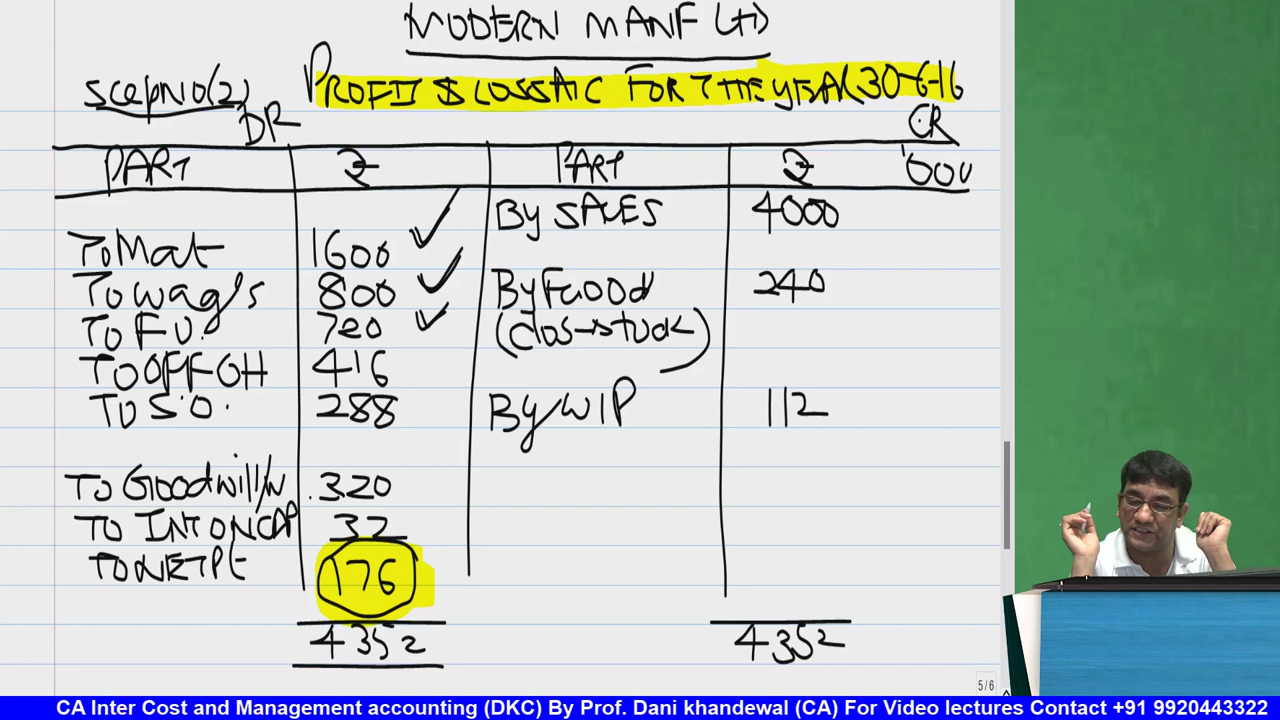 MODERN MANF LTD
PROFIT & LOSS A/C FOR THE YEAR 30-6-16
DR
CR
PART ₹ PART ₹ '000
By SALES 4000
To Mat 1600
To wages 800 By F Good 240
To F O. 720 (clos-stock)
TO OFF OH 416
TO S.O. 288 By WIP 112
TO Goodwill/w 320
TO INT ON CAP 32
TO NET Pt 176
4352 4352
5/6
CA Inter Cost and Management accounting (DKC) By Prof. Dani khandewal (CA) For Video lectures Contact +91 9920443322